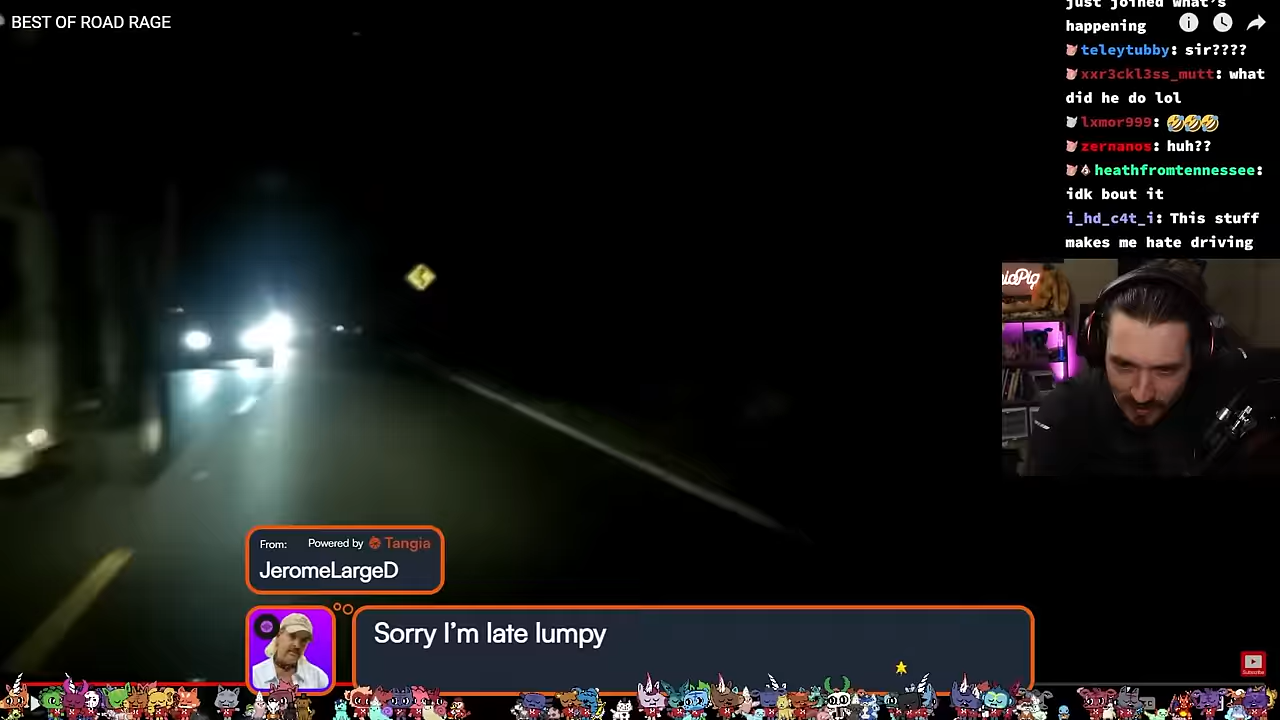 BEST OF ROAD RAGE
just joined what's
happening
teleytubby: sir????
xxr3ckl3ss_mutt: what
did he do lol
lxmor999: 🤣🤣🤣
zernanos: huh??
heathfromtennessee:
idk bout it
i_hd_c4t_i: This stuff
makes me hate driving
From: Powered by Tangia
JeromeLargeD
Sorry I'm late lumpy
Subscribe